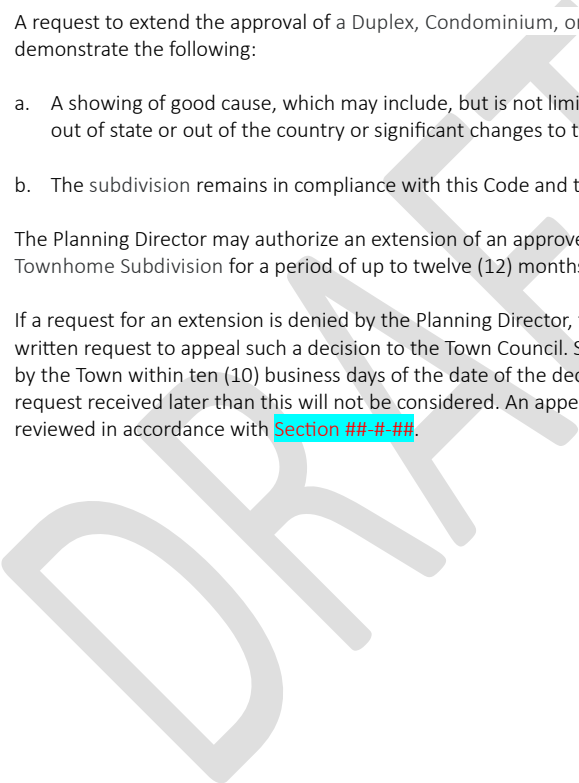 A request to extend the approval of a Duplex, Condominium, or
demonstrate the following:
a. A showing of good cause, which may include, but is not limi
out of state or out of the country or significant changes to t
b. The subdivision remains in compliance with this Code and t
The Planning Director may authorize an extension of an approve
Townhome Subdivision for a period of up to twelve (12) months
If a request for an extension is denied by the Planning Director,
written request to appeal such a decision to the Town Council. S
by the Town within ten (10) business days of the date of the dec
request received later than this will not be considered. An appe
reviewed in accordance with Section ##-#-##.
DRAFT